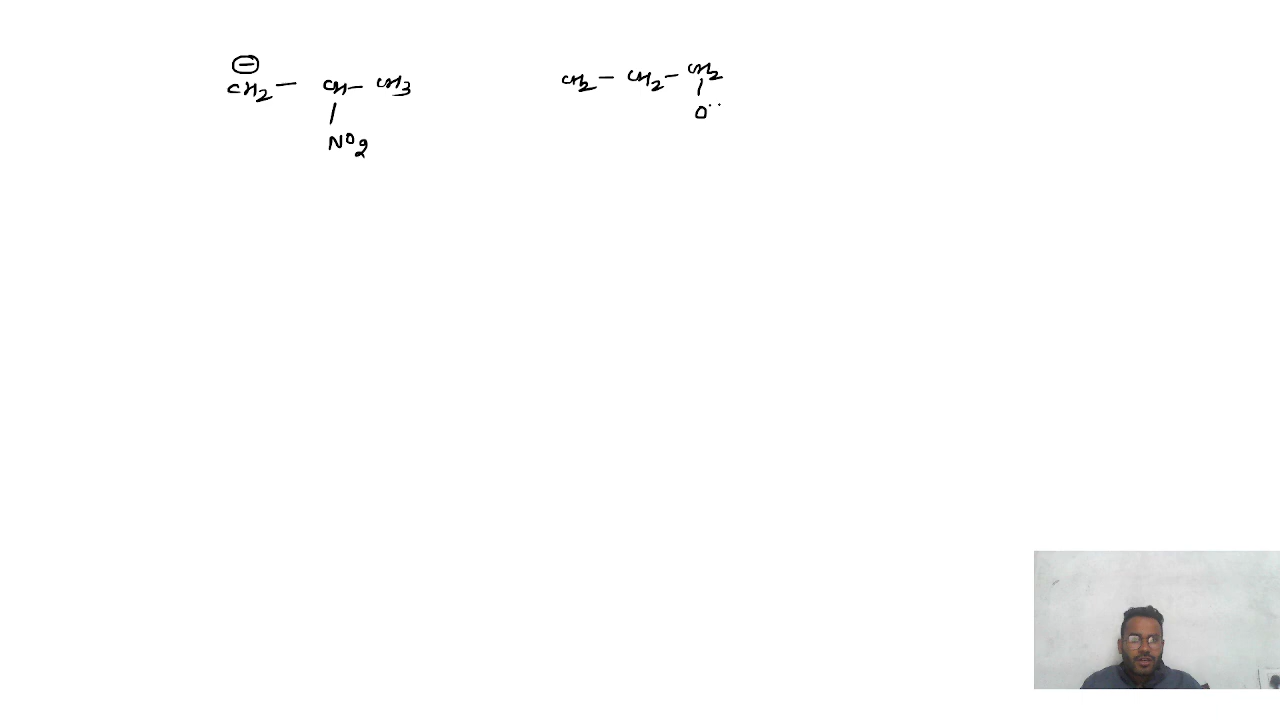 ⊖
CH2 – CH – CH3
|
NO2
CH2 – CH2 – CH2
|
O··